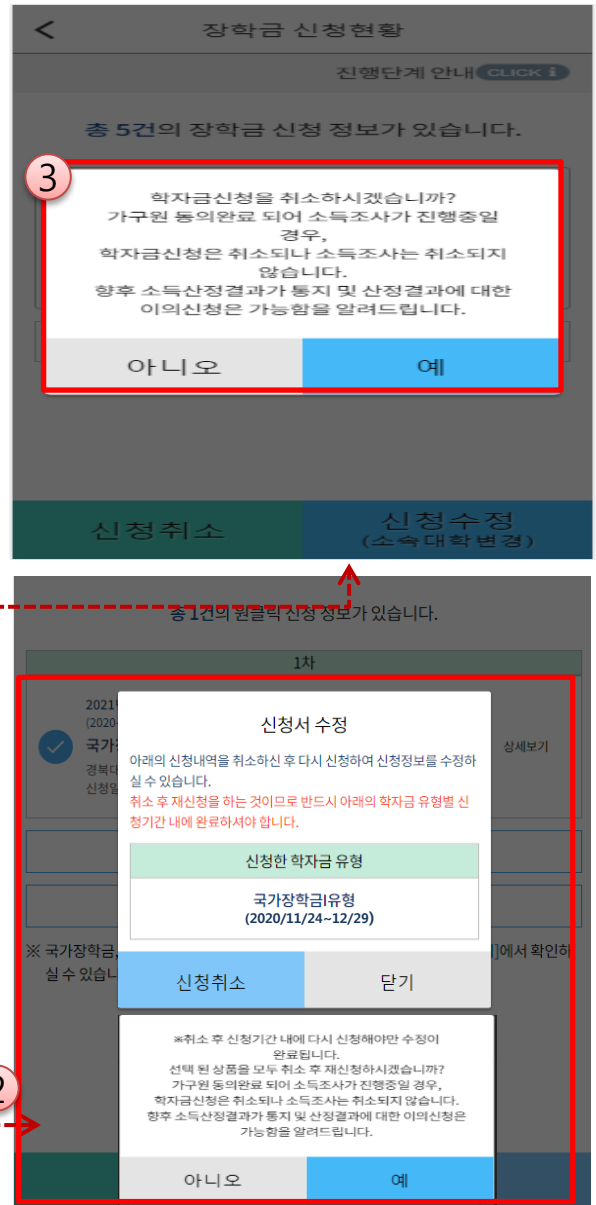 < 장학금 신청현황
진행단계 안내 CLICK i
총 5건의 장학금 신청 정보가 있습니다.
3
학자금신청을 취소하시겠습니까?
가구원 동의완료 되어 소득조사가 진행중일
경우,
학자금신청은 취소되나 소득조사는 취소되지
않습니다.
향후 소득산정결과가 통지 및 산정결과에 대한
이의신청은 가능함을 알려드립니다.
아니오 예
신청취소 신청수정
(소속대학변경)
총 1건의 원클릭 신청 정보가 있습니다.
1차
2021
(2020
국가
경북대
신청일
상세보기
신청서 수정
아래의 신청내역을 취소하신 후 다시 신청하여 신청정보를 수정하
실 수 있습니다.
취소 후 재신청을 하는 것이므로 반드시 아래의 학자금 유형별 신
청기간 내에 완료하셔야 합니다.
신청한 학자금 유형
국가장학금I유형
(2020/11/24~12/29)
신청취소 닫기
※ 국가장학금, ]에서 확인하
실 수 있습니
※취소 후 신청기간 내에 다시 신청해야만 수정이
완료됩니다.
선택 된 상품을 모두 취소 후 재신청하시겠습니까?
가구원 동의완료 되어 소득조사가 진행중일 경우,
학자금신청은 취소되나 소득조사는 취소되지 않습니다.
향후 소득산정결과가 통지 및 산정결과에 대한 이의신청은
가능함을 알려드립니다.
2
아니오 예